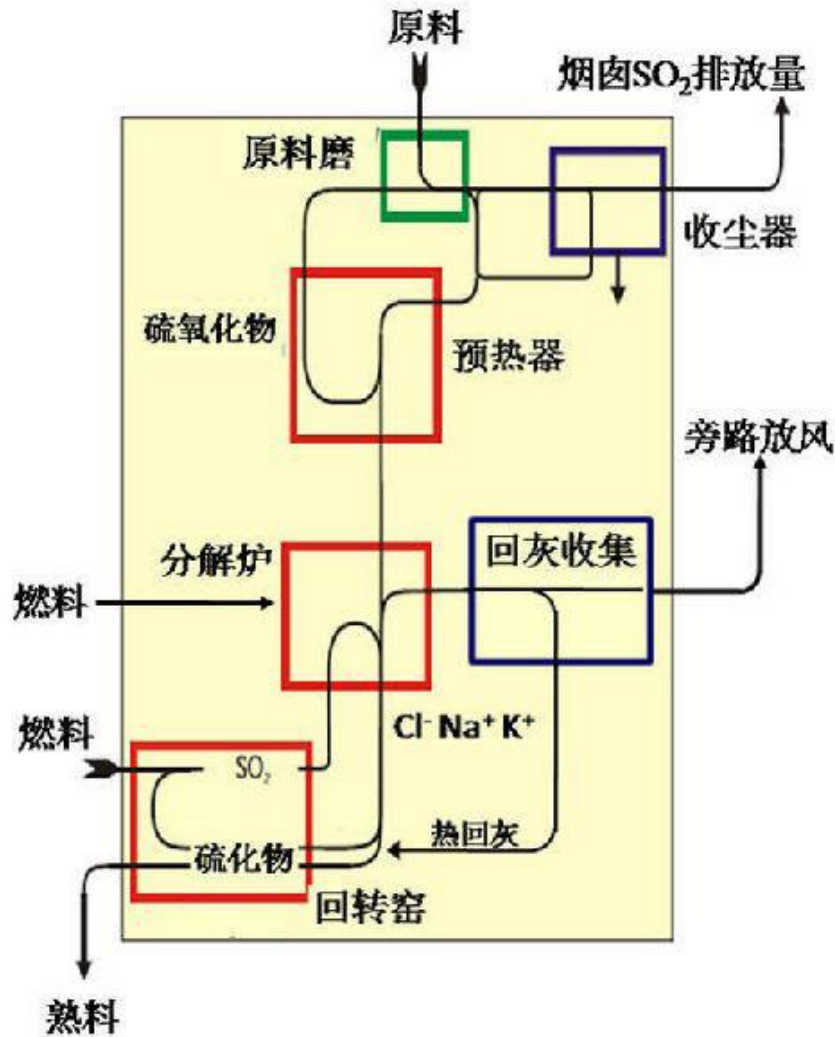 原料
烟囱SO₂排放量
原料磨
收尘器
硫氧化物
预热器
旁路放风
分解炉
回灰收集
燃料
Cl⁻ Na⁺ K⁺
燃料
SO₂
热回灰
硫化物
回转窑
熟料